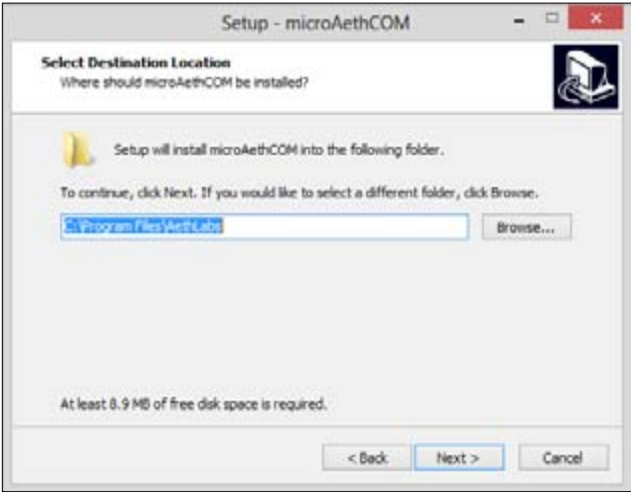 Setup - microAethCOM
Select Destination Location
Where should microAethCOM be installed?
Setup will install microAethCOM into the following folder.
To continue, click Next. If you would like to select a different folder, click Browse.
C:\Program Files\AethLabs
Browse...
At least 8.9 MB of free disk space is required.
< Back
Next >
Cancel